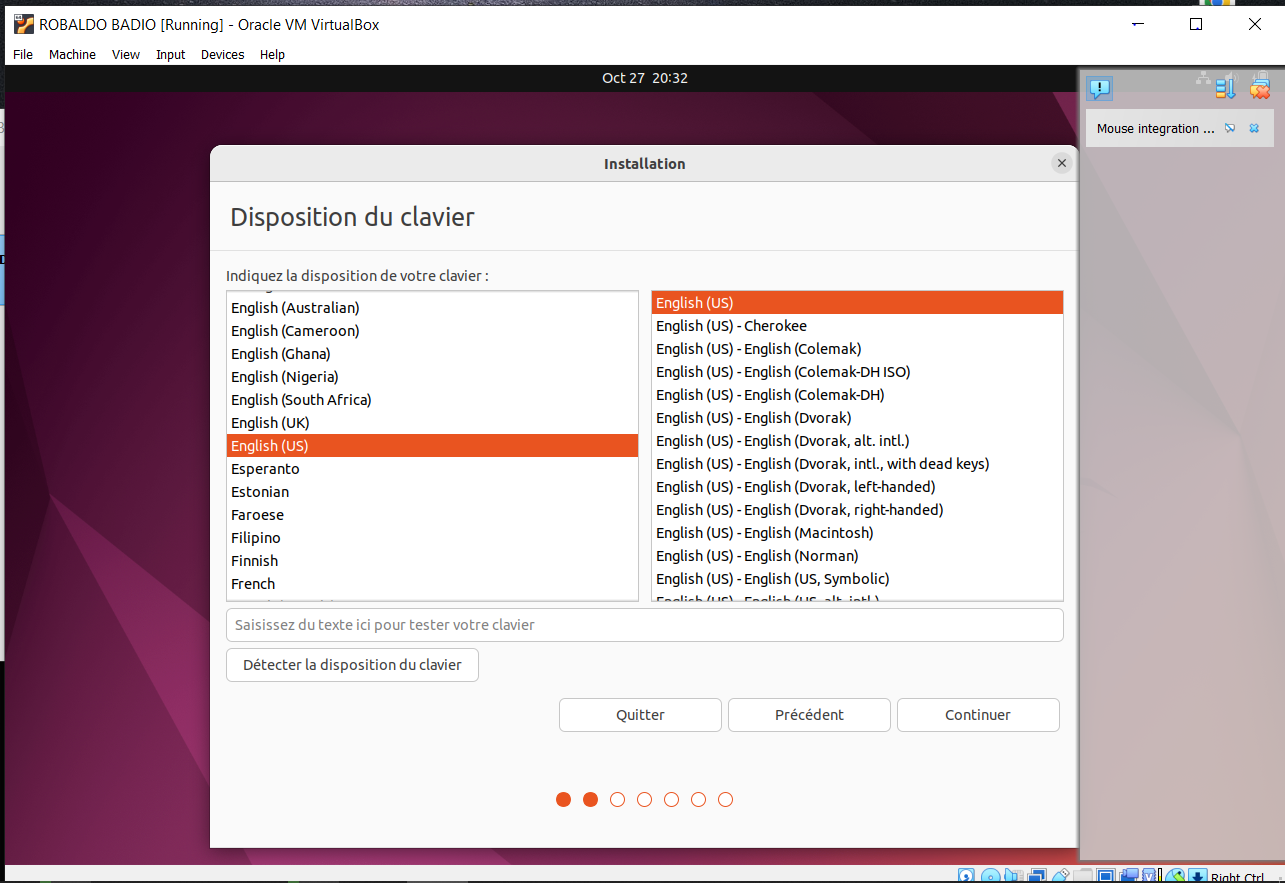 ROBALDO BADIO [Running] - Oracle VM VirtualBox
File Machine View Input Devices Help
Oct 27 20:32
Mouse integration ...
Installation
Disposition du clavier
Indiquez la disposition de votre clavier :
English (Australian)
English (Cameroon)
English (Ghana)
English (Nigeria)
English (South Africa)
English (UK)
English (US)
Esperanto
Estonian
Faroese
Filipino
Finnish
French
English (US)
English (US) - Cherokee
English (US) - English (Colemak)
English (US) - English (Colemak-DH ISO)
English (US) - English (Colemak-DH)
English (US) - English (Dvorak)
English (US) - English (Dvorak, alt. intl.)
English (US) - English (Dvorak, intl., with dead keys)
English (US) - English (Dvorak, left-handed)
English (US) - English (Dvorak, right-handed)
English (US) - English (Macintosh)
English (US) - English (Norman)
English (US) - English (US, Symbolic)
English (US) - English (US, alt. intl.)
Saisissez du texte ici pour tester votre clavier
Détecter la disposition du clavier
Quitter Précédent Continuer
Right Ctrl